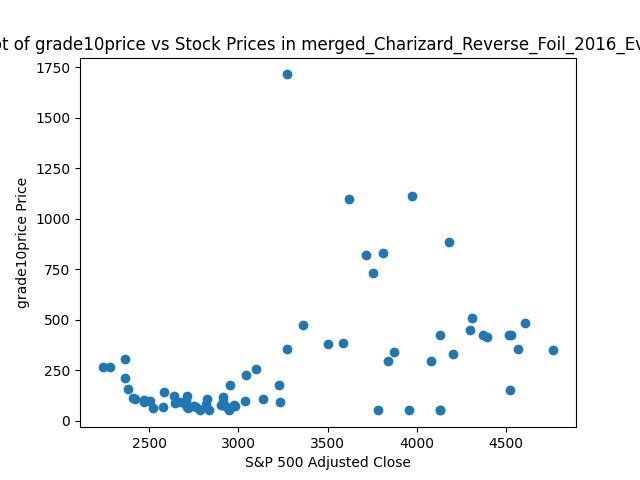 ot of grade10price vs Stock Prices in merged_Charizard_Reverse_Foil_2016_Ev
1750
1500
1250
1000
750
500
250
0
grade10price Price
2500 3000 3500 4000 4500
S&P 500 Adjusted Close